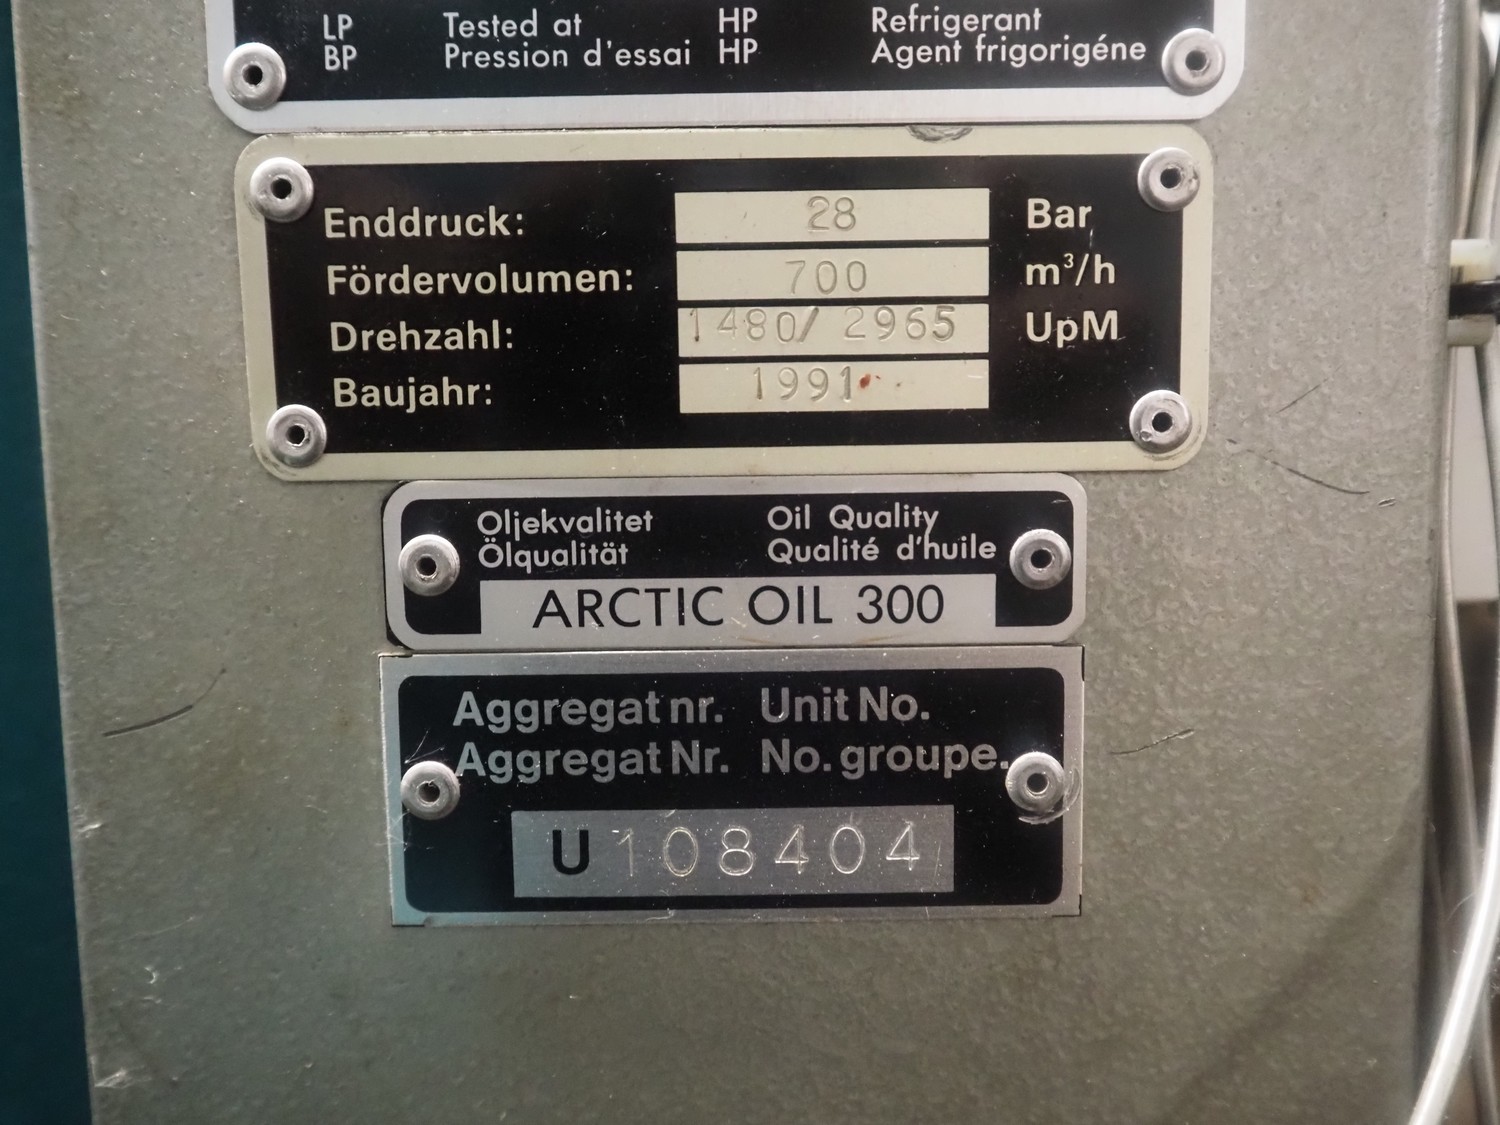 LP Tested at HP Refrigerant
BP Pression d'essai HP Agent frigorigéne
Enddruck: 28 Bar
Fördervolumen: 700 m³/h
Drehzahl: 1480/ 2965 UpM
Baujahr: 1991
Oljekvalitet Oil Quality
Ölqualität Qualité d'huile
ARCTIC OIL 300
Aggregat nr. Unit No.
Aggregat Nr. No. groupe.
U 108404